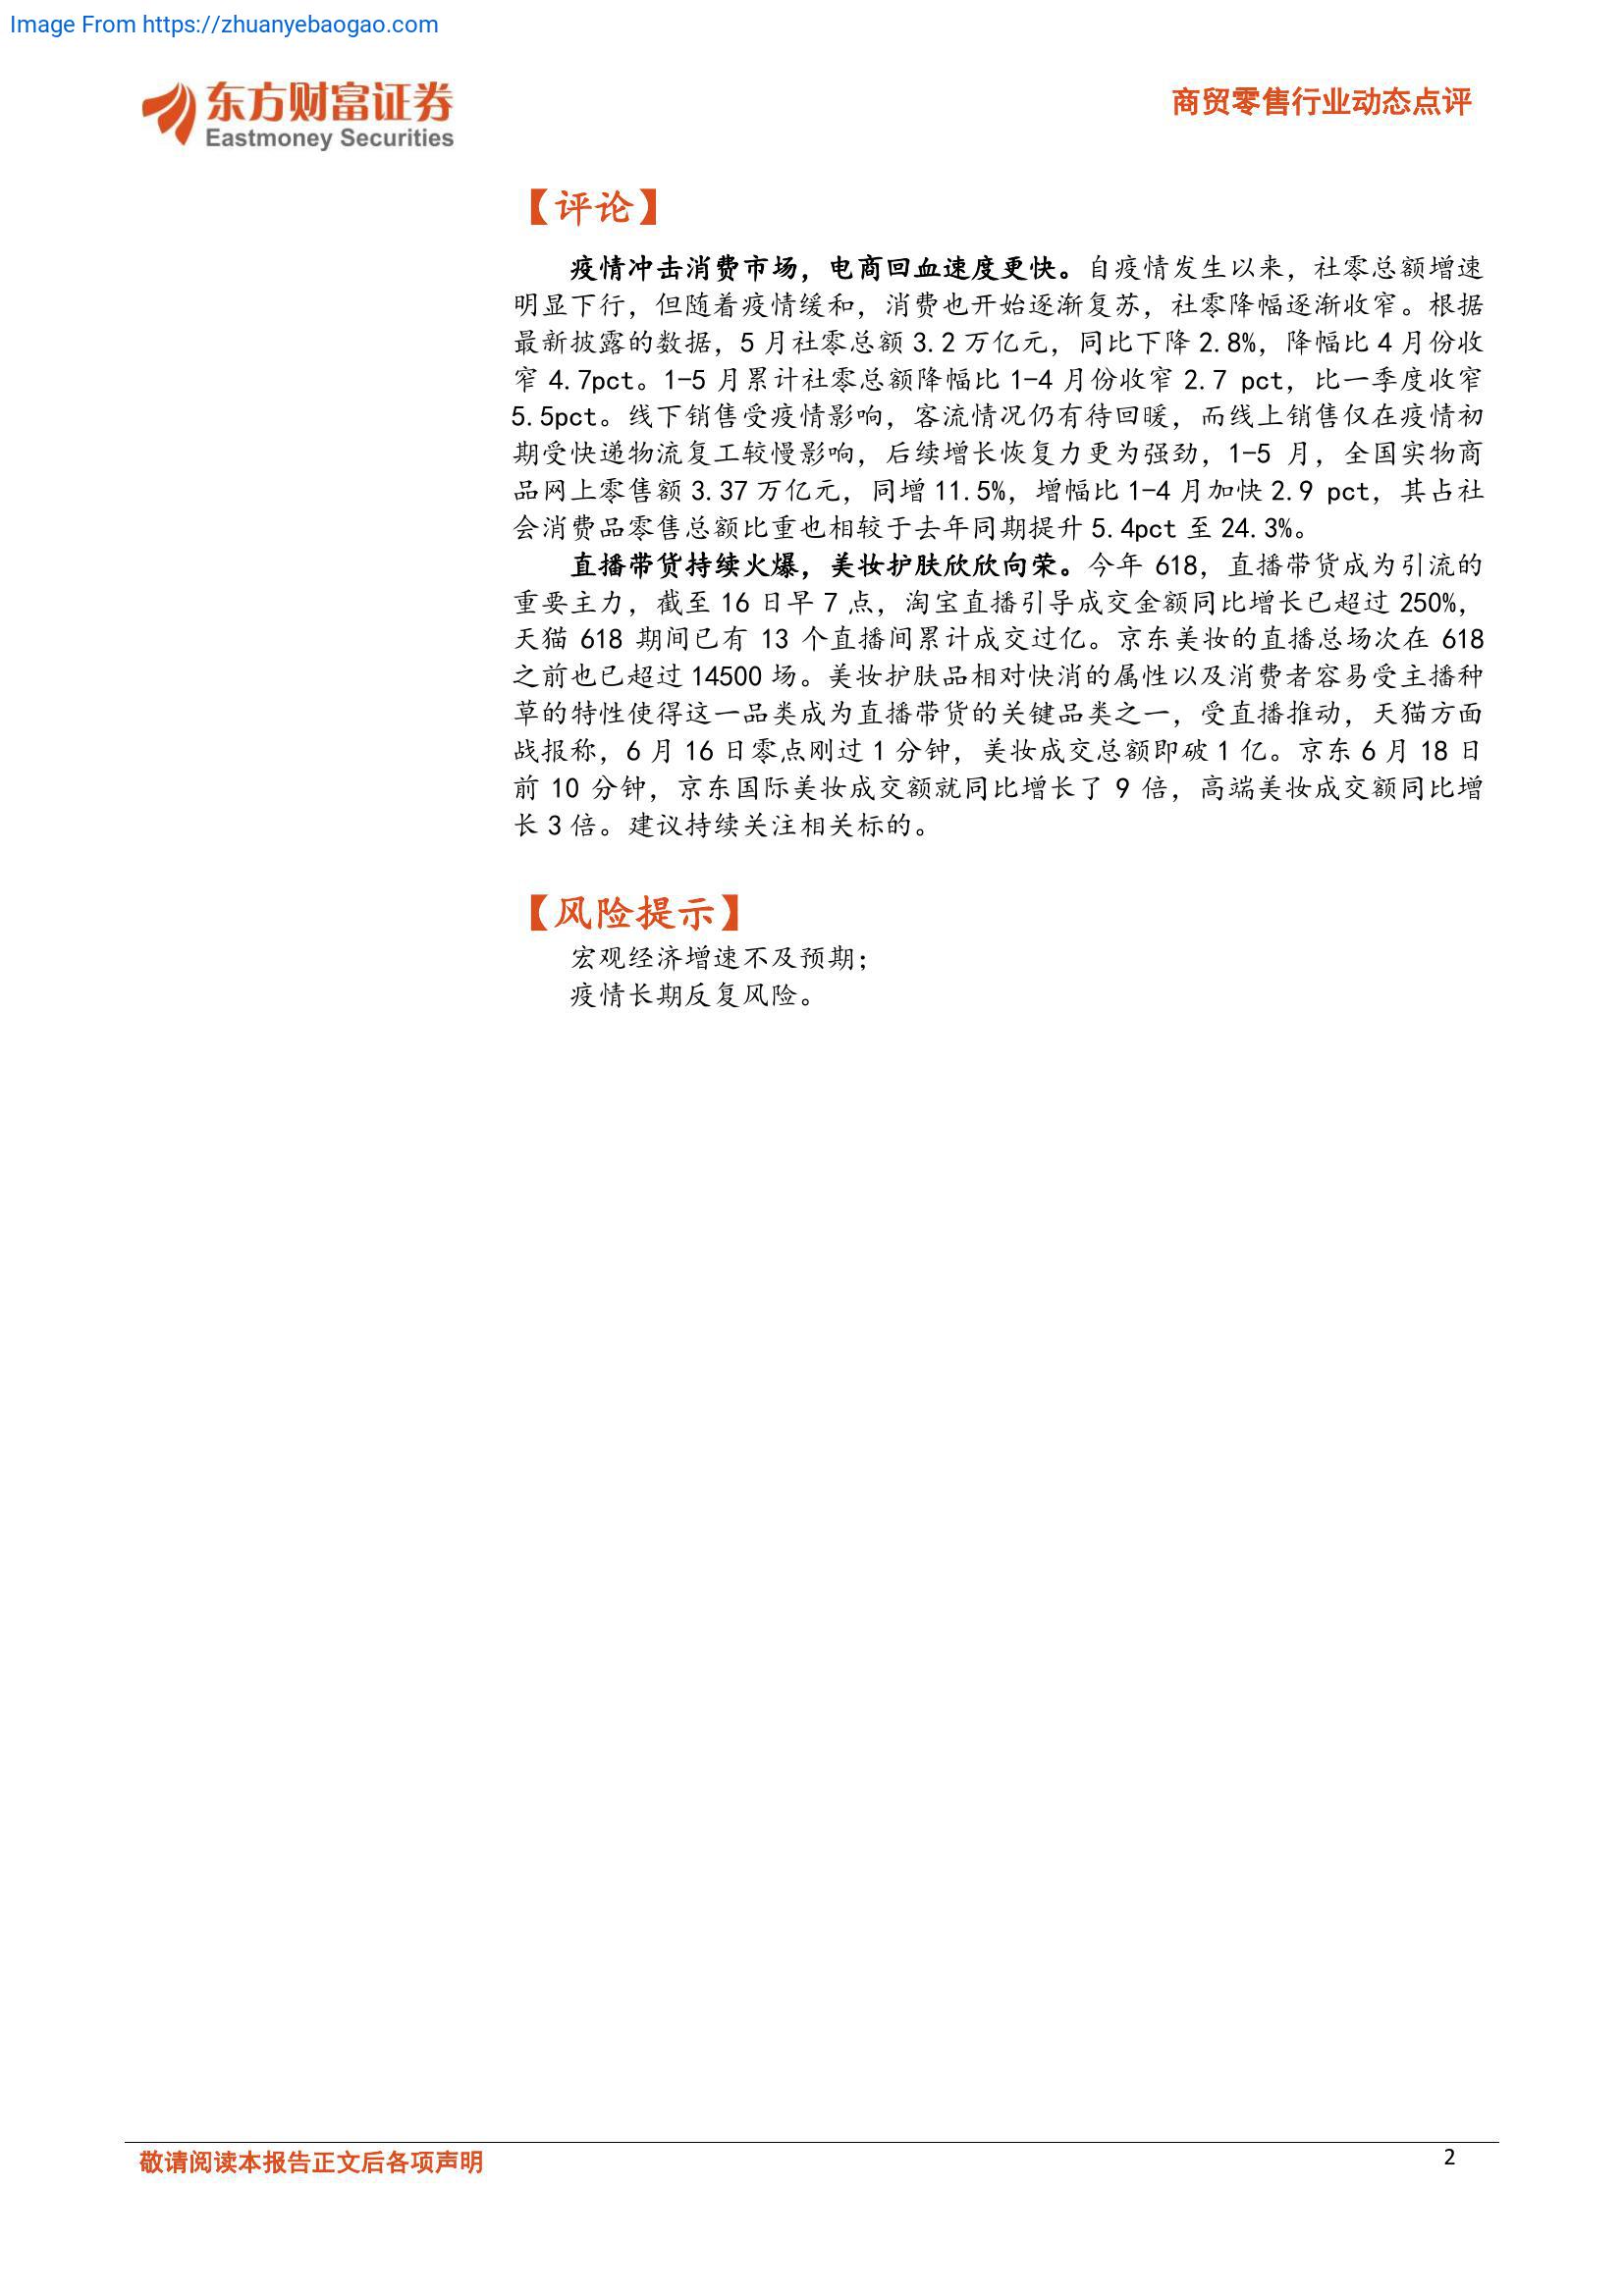 Image From https://zhuanyebaogao.com
东方财富证券
Eastmoney Securities
商贸零售行业动态点评
【评论】
疫情冲击消费市场，电商回血速度更快。自疫情发生以来，社零总额增速
明显下行，但随着疫情缓和，消费也开始逐渐复苏，社零降幅逐渐收窄。根据
最新披露的数据，5 月社零总额 3.2 万亿元，同比下降 2.8%，降幅比 4 月份收
窄 4.7pct。1-5 月累计社零总额降幅比 1-4 月份收窄 2.7 pct，比一季度收窄
5.5pct。线下销售受疫情影响，客流情况仍有待回暖，而线上销售仅在疫情初
期受快递物流复工较慢影响，后续增长恢复力更为强劲，1-5 月，全国实物商
品网上零售额 3.37 万亿元，同增 11.5%，增幅比 1-4 月加快 2.9 pct，其占社
会消费品零售总额比重也相较于去年同期提升 5.4pct 至 24.3%。
直播带货持续火爆，美妆护肤欣欣向荣。今年 618，直播带货成为引流的
重要主力，截至 16 日早 7 点，淘宝直播引导成交金额同比增长已超过 250%，
天猫 618 期间已有 13 个直播间累计成交过亿。京东美妆的直播总场次在 618
之前也已超过 14500 场。美妆护肤品相对快消的属性以及消费者容易受主播种
草的特性使得这一品类成为直播带货的关键品类之一，受直播推动，天猫方面
战报称，6 月 16 日零点刚过 1 分钟，美妆成交总额即破 1 亿。京东 6 月 18 日
前 10 分钟，京东国际美妆成交额就同比增长了 9 倍，高端美妆成交额同比增
长 3 倍。建议持续关注相关标的。
【风险提示】
宏观经济增速不及预期；
疫情长期反复风险。
敬请阅读本报告正文后各项声明
2